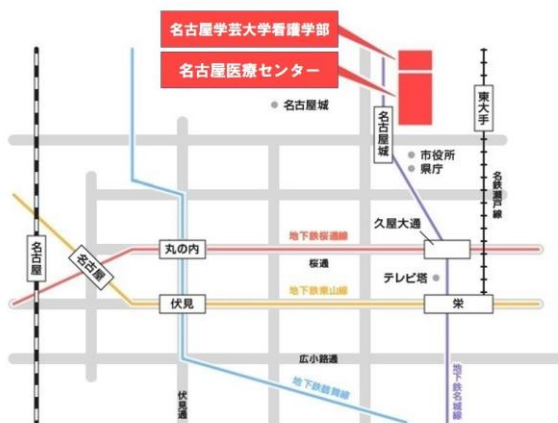 名古屋学芸大学看護学部
名古屋医療センター
名古屋城
名古屋城
東大手
市役所
県庁
名鉄瀬戸線
久屋大通
地下鉄桜通線
丸の内
桜通
名古屋
名古屋
テレビ塔
地下鉄東山線
伏見
栄
広小路通
地下鉄鶴舞線
地下鉄名城線
伏見通